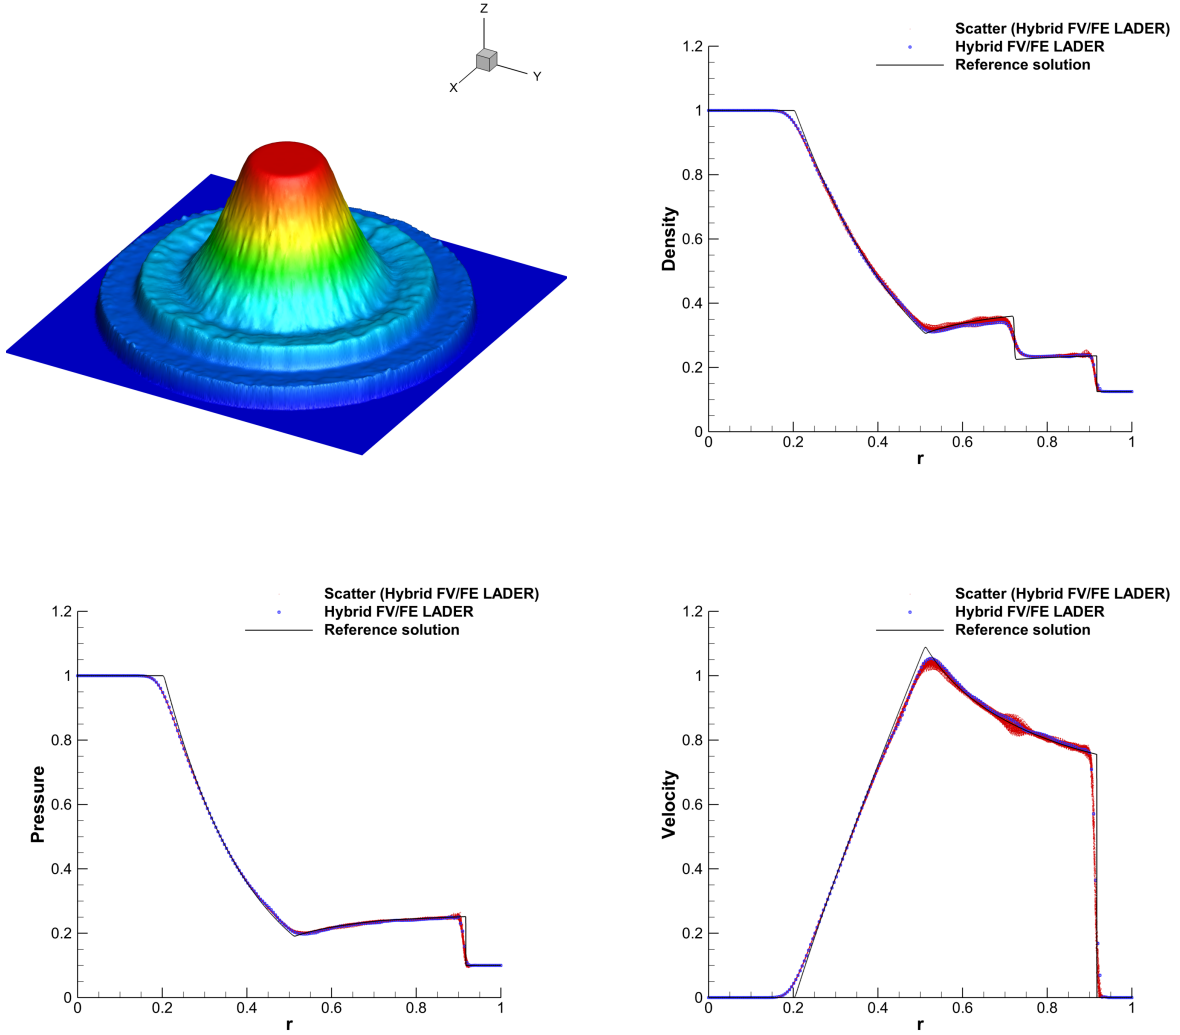 Z
Y
X
Scatter (Hybrid FV/FE LADER)
Hybrid FV/FE LADER
Reference solution
1.2
1
0.8
0.6
0.4
0.2
0
Density
0 0.2 0.4 0.6 0.8 1
r
Scatter (Hybrid FV/FE LADER)
Hybrid FV/FE LADER
Reference solution
1.2
1
0.8
0.6
0.4
0.2
0
Pressure
0 0.2 0.4 0.6 0.8 1
r
Scatter (Hybrid FV/FE LADER)
Hybrid FV/FE LADER
Reference solution
1.2
1
0.8
0.6
0.4
0.2
0
Velocity
0 0.2 0.4 0.6 0.8 1
r